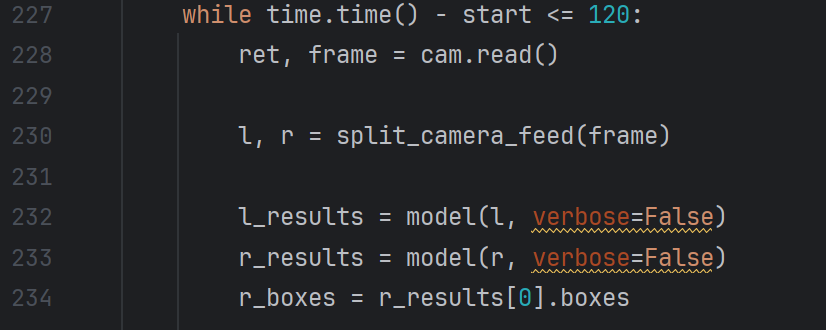 227 while time.time() - start <= 120:
228 ret, frame = cam.read()
229
230 l, r = split_camera_feed(frame)
231
232 l_results = model(l, verbose=False)
233 r_results = model(r, verbose=False)
234 r_boxes = r_results[0].boxes